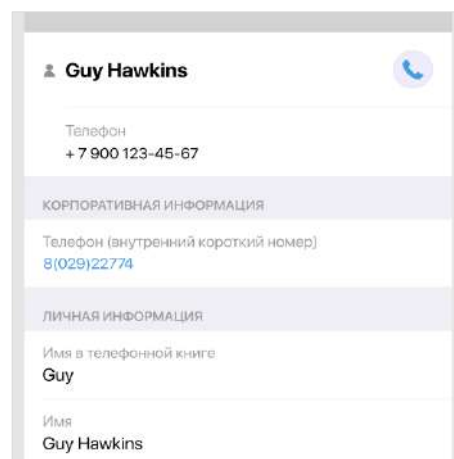 Guy Hawkins
Телефон
+ 7 900 123-45-67
КОРПОРАТИВНАЯ ИНФОРМАЦИЯ
Телефон (внутренний короткий номер)
8(029)22774
ЛИЧНАЯ ИНФОРМАЦИЯ
Имя в телефонной книге
Guy
Имя
Guy Hawkins